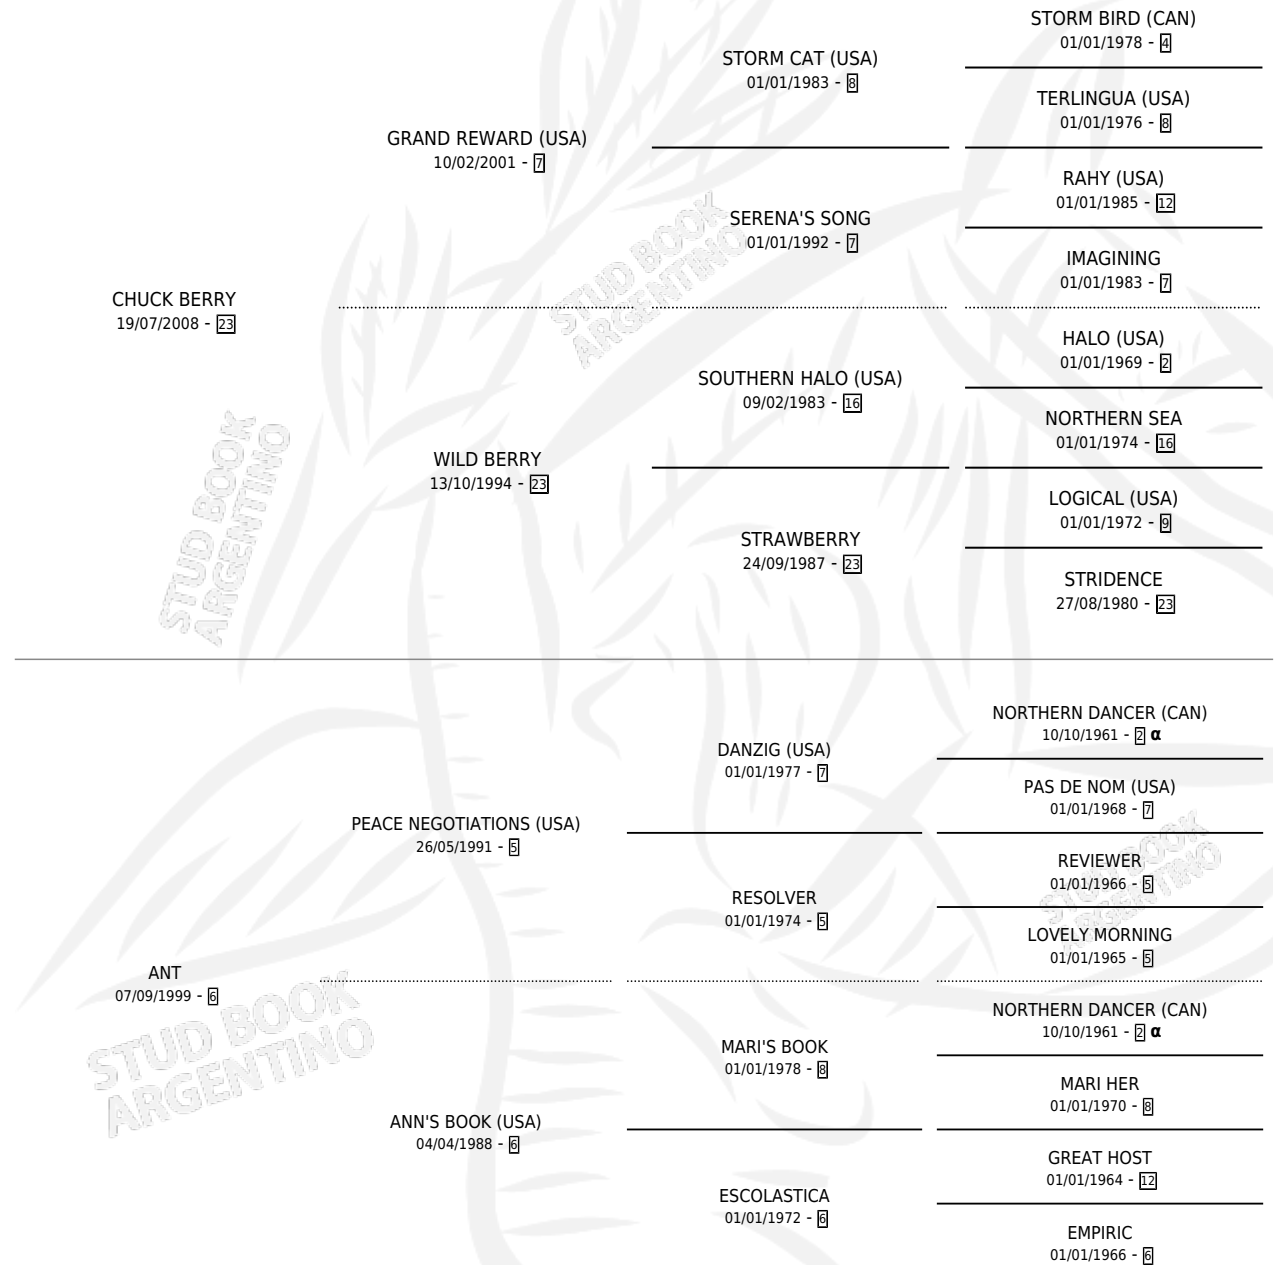 STORM BIRD (CAN)
01/01/1978 - 4
STORM CAT (USA)
01/01/1983 - 8
TERLINGUA (USA)
01/01/1976 - 8
GRAND REWARD (USA)
10/02/2001 - 7
RAHY (USA)
01/01/1985 - 12
SERENA'S SONG
01/01/1992 - 7
IMAGINING
01/01/1983 - 7
CHUCK BERRY
19/07/2008 - 23
HALO (USA)
01/01/1969 - 2
SOUTHERN HALO (USA)
09/02/1983 - 16
NORTHERN SEA
01/01/1974 - 16
WILD BERRY
13/10/1994 - 23
LOGICAL (USA)
01/01/1972 - 9
STRAWBERRY
24/09/1987 - 23
STRIDENCE
27/08/1980 - 23
NORTHERN DANCER (CAN)
10/10/1961 - 2 α
DANZIG (USA)
01/01/1977 - 7
PAS DE NOM (USA)
01/01/1968 - 7
PEACE NEGOTIATIONS (USA)
26/05/1991 - 5
REVIEWER
01/01/1966 - 5
RESOLVER
01/01/1974 - 5
LOVELY MORNING
01/01/1965 - 5
ANT
07/09/1999 - 6
NORTHERN DANCER (CAN)
10/10/1961 - 2 α
MARI'S BOOK
01/01/1978 - 8
MARI HER
01/01/1970 - 8
ANN'S BOOK (USA)
04/04/1988 - 6
GREAT HOST
01/01/1964 - 12
ESCOLASTICA
01/01/1972 - 6
EMPIRIC
01/01/1966 - 6
STUD BOOK
ARGENTINO
STUD BOOK
ARGENTINO
STUD BOOK
ARGENTINO
STUD BOOK
ARGENTINO